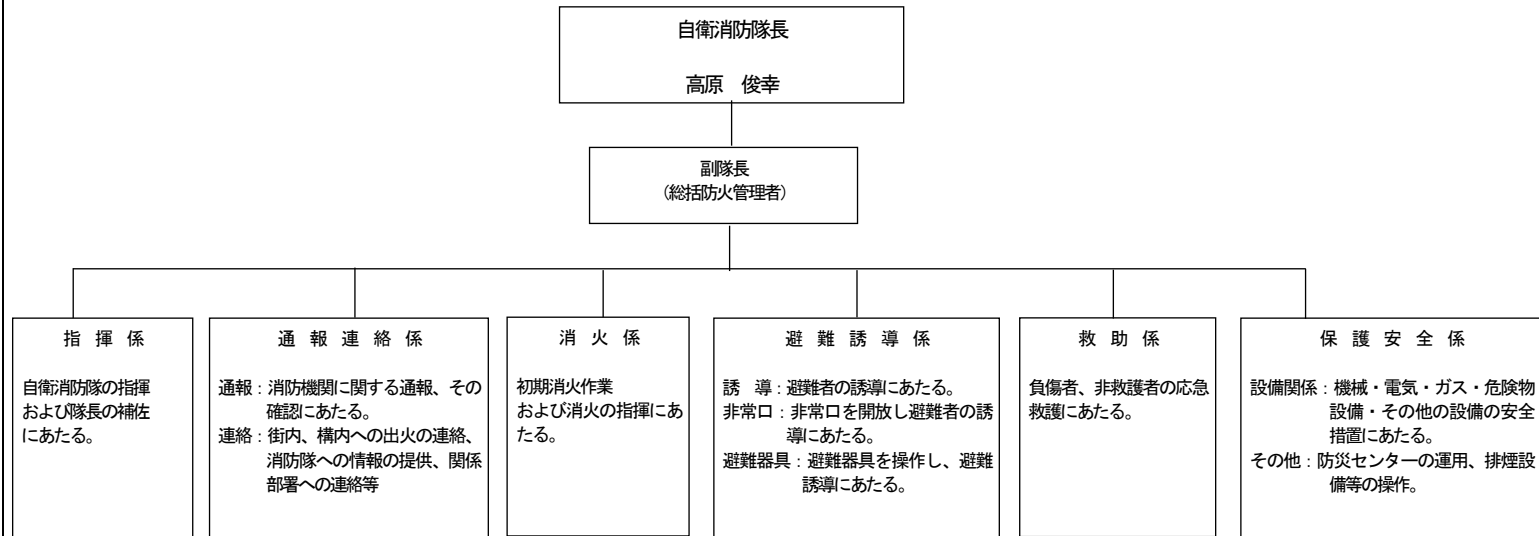 自衛消防隊長
高原　俊幸
副隊長
（総括防火管理者）
指 揮 係
自衛消防隊の指揮
および隊長の補佐
にあたる。
通 報 連 絡 係
通報：消防機関に関する通報、その
確認にあたる。
連絡：街内、構内への出火の連絡、
消防隊への情報の提供、関係
部署への連絡等
消 火 係
初期消火作業
および消火の指揮にあ
たる。
避 難 誘 導 係
誘　導：避難者の誘導にあたる。
非常口：非常口を開放し避難者の誘
導にあたる。
避難器具：避難器具を操作し、避難
誘導にあたる。
救 助 係
負傷者、非救護者の応急
救護にあたる。
保 護 安 全 係
設備関係：機械・電気・ガス・危険物
設備・その他の設備の安全
措置にあたる。
その他：防災センターの運用、排煙設
備等の操作。